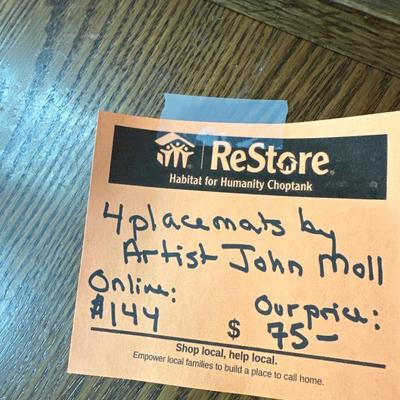 ReStore®
Habitat for Humanity Choptank
4 placemats by
Artist John Moll
Online:
$144
Our price:
$ 75-
Shop local, help local.
Empower local families to build a place to call home.